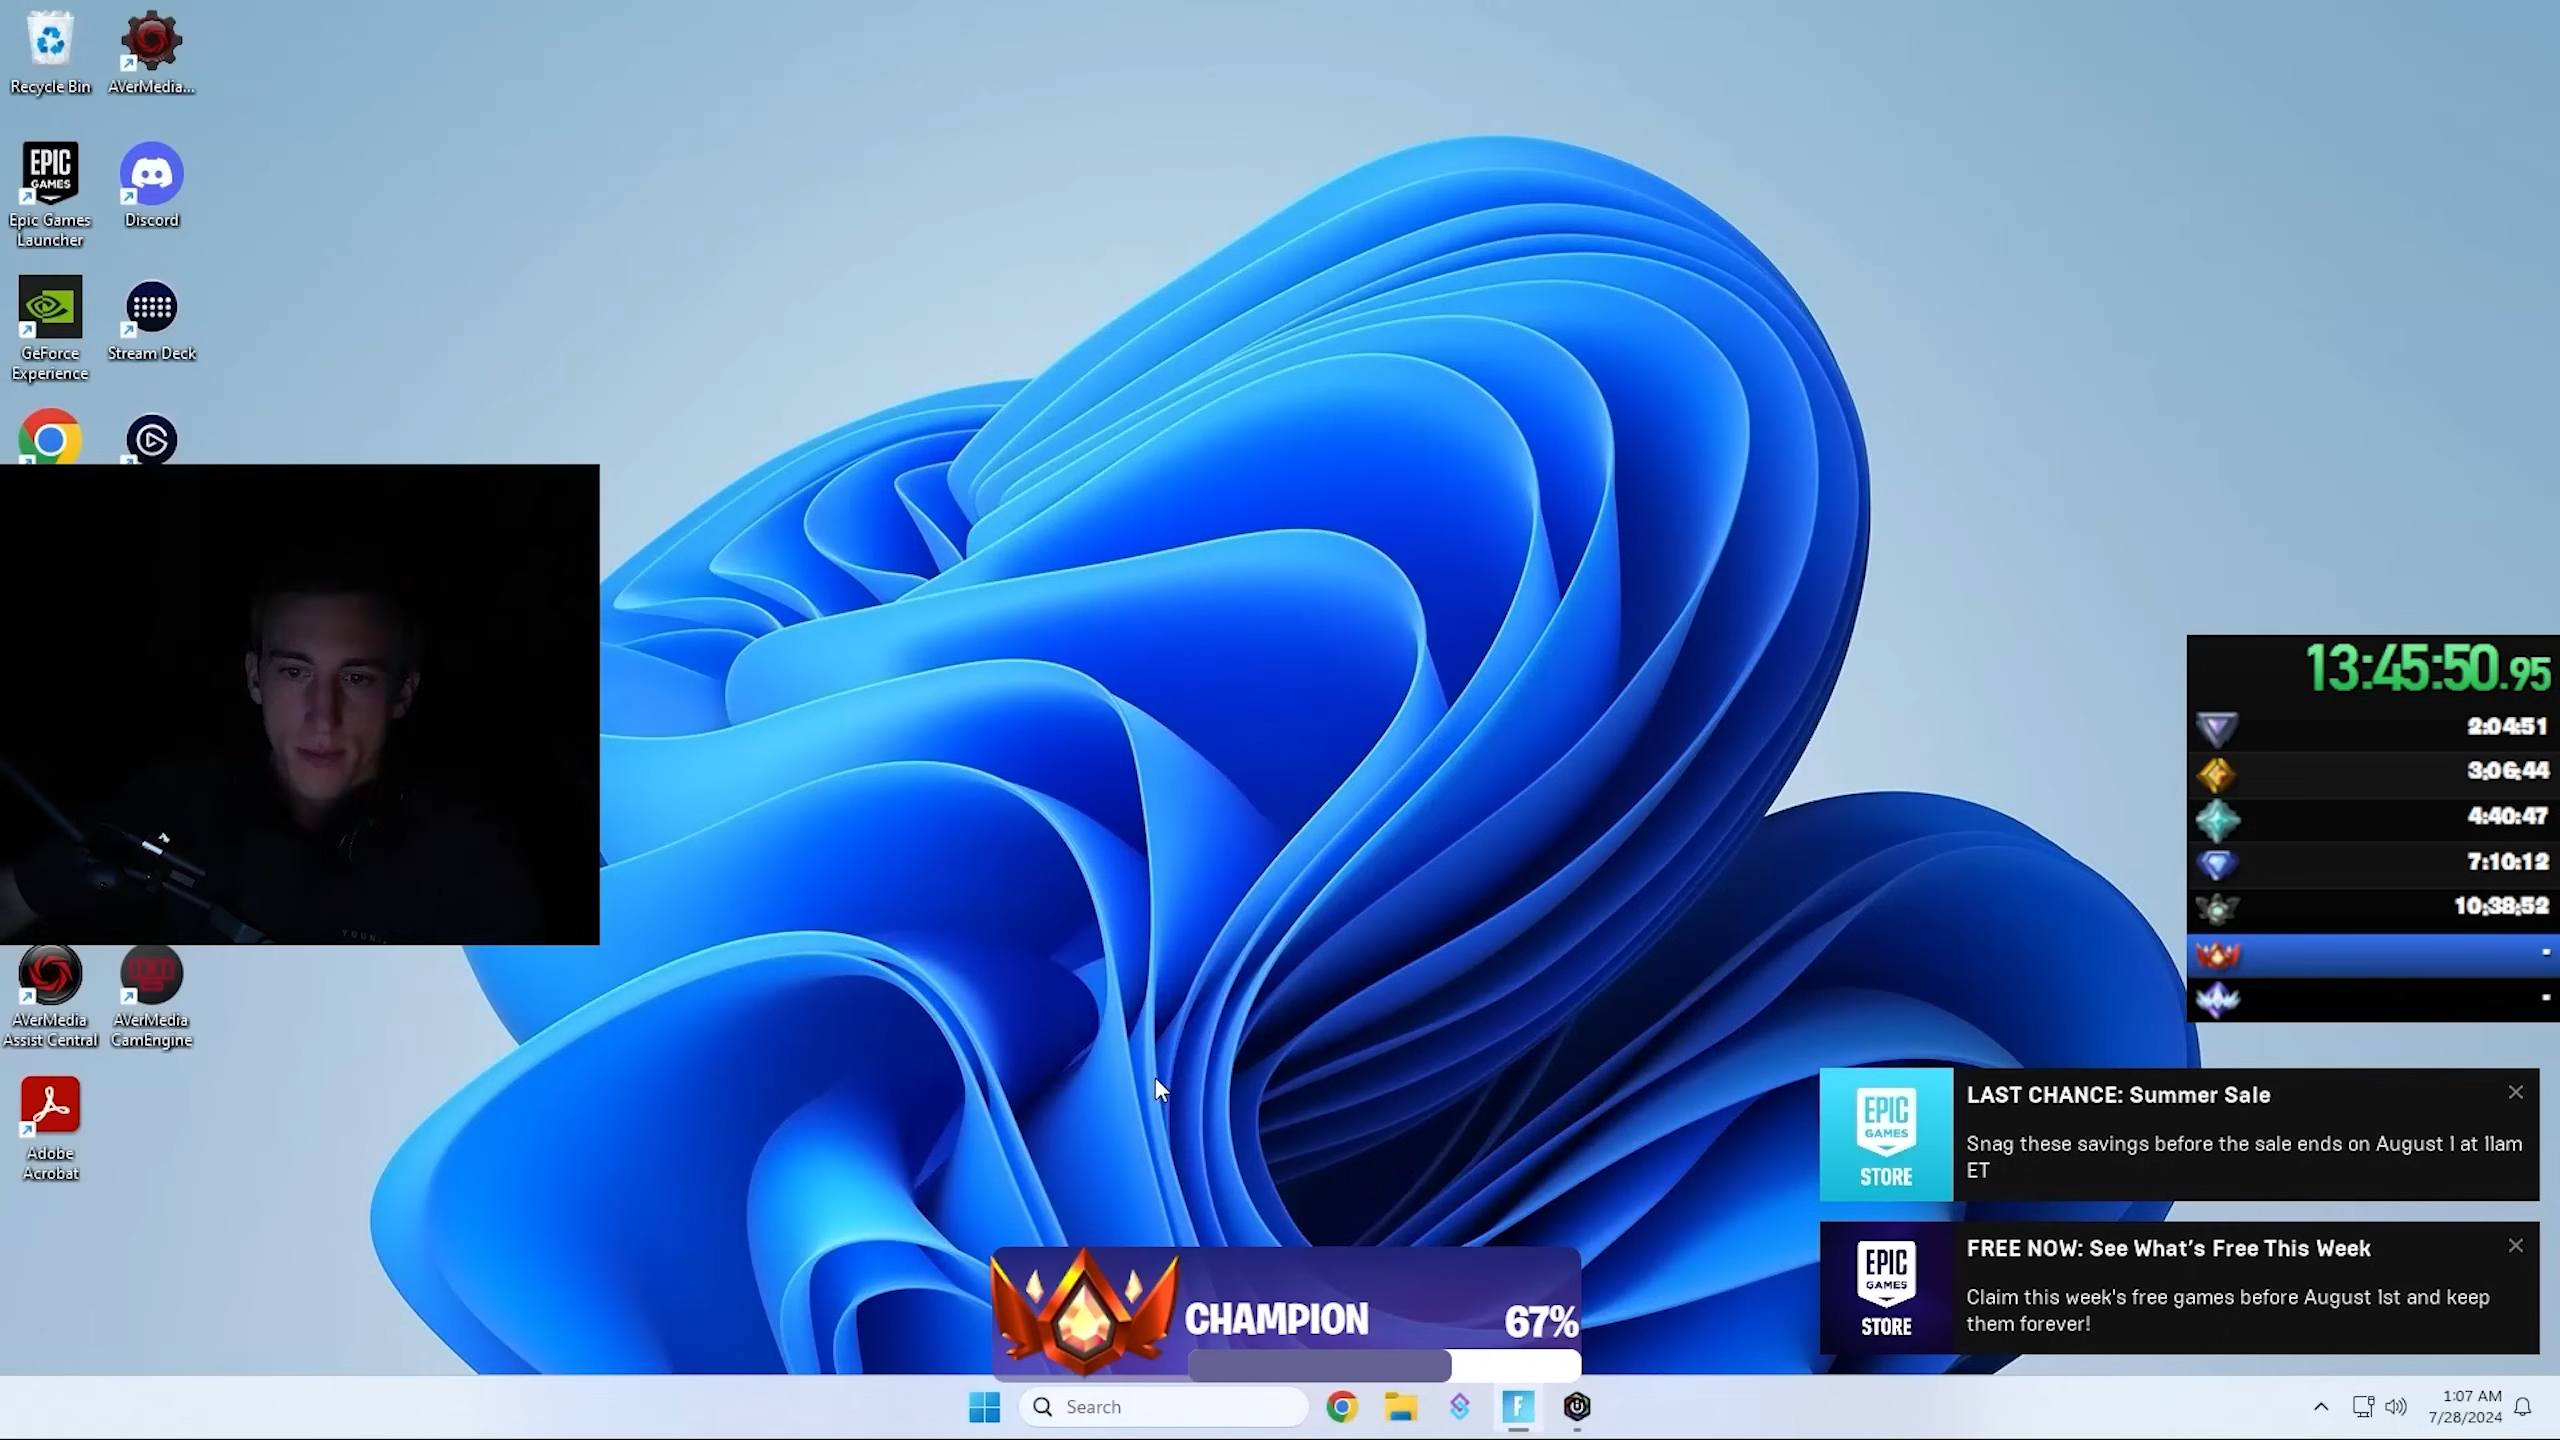 Recycle Bin
AVerMedia...
EPIC
GAMES
Epic Games
Launcher
Discord
GeForce
Experience
Stream Deck
AVerMedia
Assist Central
AVerMedia
CamEngine
Adobe
Acrobat
13:45:50.95
2:04:51
3:06:44
4:40:47
7:10:12
10:38:52
-
-
EPIC
GAMES
STORE
LAST CHANCE: Summer Sale
Snag these savings before the sale ends on August 1 at 11am
ET
EPIC
GAMES
STORE
FREE NOW: See What's Free This Week
Claim this week's free games before August 1st and keep
them forever!
CHAMPION
67%
Search
F
1:07 AM
7/28/2024